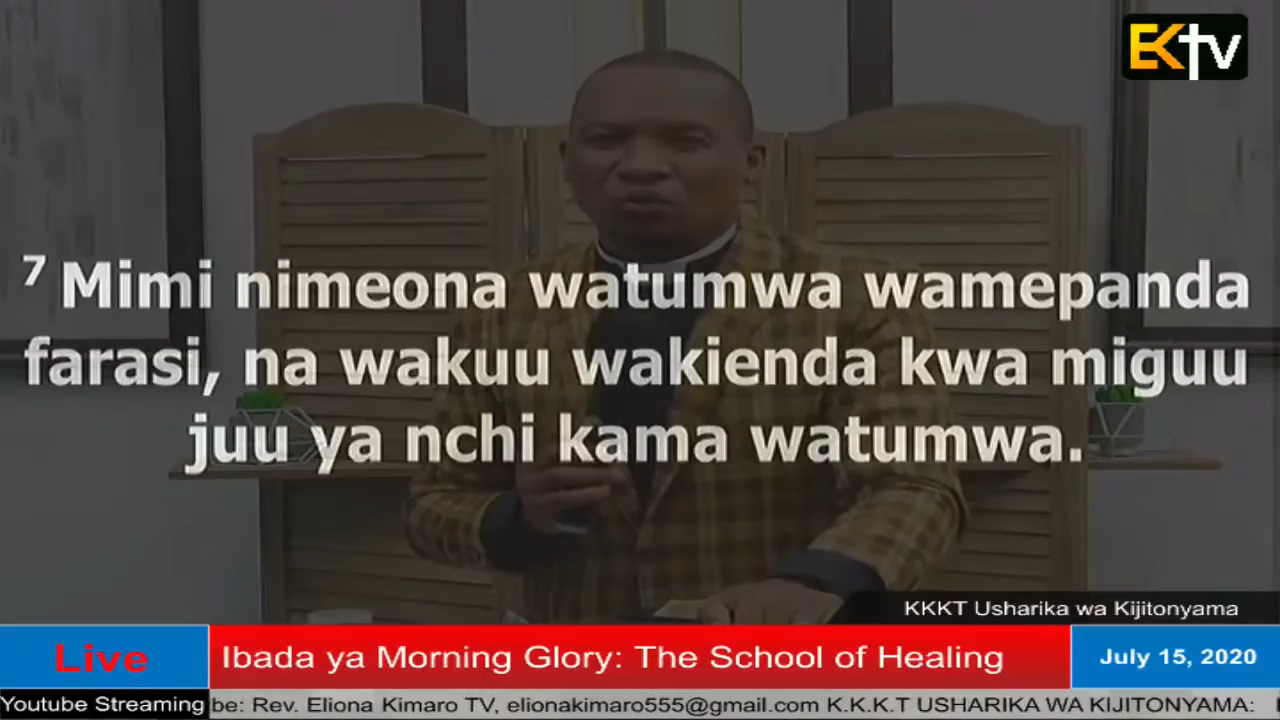 EKTV
7 Mimi nimeona watumwa wamepanda
farasi, na wakuu wakienda kwa miguu
juu ya nchi kama watumwa.
KKKT Usharika wa Kijitonyama
Live
Ibada ya Morning Glory: The School of Healing
July 15, 2020
Youtube Streaming
be: Rev. Eliona Kimaro TV, elionakimaro555@gmail.com K.K.K.T USHARIKA WA KIJITONYAMA: